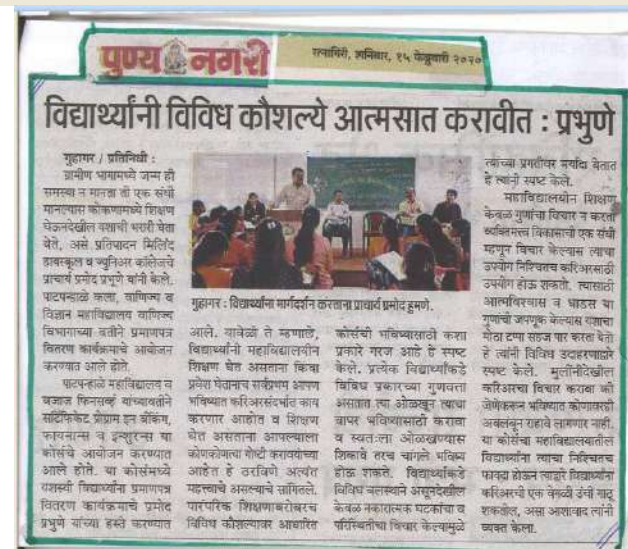 पुण्य नगरी
रत्नागिरी, शनिवार, १५ फेब्रुवारी २०२०
विद्यार्थ्यांनी विविध कौशल्ये आत्मसात करावीत : प्रभुणे
गुहागर / प्रतिनिधी :
ग्रामीण भागामध्ये जन्म ही
समस्या न मानता ती एक संधी
मानल्यास कोकणामध्ये शिक्षण
घेऊनदेखील यशाची भरारी घेता
येते, असे प्रतिपादन मिलिंद
हायस्कुल व ज्युनिअर कॉलेजचे
प्राचार्य प्रमोद प्रभुणे यांनी केले.
पाटपन्हाळे कला, वाणिज्य व
विज्ञान महाविद्यालय वाणिज्य
विभागाच्या वतीने प्रमाणपत्र
वितरण कार्यक्रमाचे आयोजन
करण्यात आले होते.
पाटपन्हाळे महाविद्यालय व
बजाज फिनसर्व्ह यांच्यावतीने
सर्टिफिकेट प्रोग्राम इन बँकिंग,
फायनान्स व इन्शुरन्स या
कोर्सचे आयोजन करण्यात
आले होते. या कोर्समध्ये
यशस्वी विद्यार्थ्यांना प्रमाणपत्र
वितरण कार्यक्रमाचे प्रमोद
प्रभुणे यांच्या हस्ते करण्यात
गुहागर : विद्यार्थ्यांना मार्गदर्शन करताना प्राचार्य प्रमोद हुमणे.
आले. यावेळी ते म्हणाले,
विद्यार्थ्यांनी महाविद्यालयीन
शिक्षण घेत असताना किंवा
प्रवेश घेतानाच सर्वप्रथम आपण
भविष्यात करिअरसंदर्भात काय
करणार आहोत व शिक्षण
घेत असताना आपल्याला
कोणकोणत्या गोष्टी करावयाच्या
आहेत हे ठरविणे अत्यंत
महत्त्वाचे असल्याचे सांगितले.
पारंपरिक शिक्षणाबरोबरच
विविध कौशल्यावर आधारित
कोर्सची भविष्यासाठी कशा
प्रकारे गरज आहे हे स्पष्ट
केले. प्रत्येक विद्यार्थ्यांकडे
विविध प्रकारच्या गुणवत्ता
असतात त्या ओळखून त्याचा
वापर भविष्यासाठी करावा
व स्वतःला ओळखण्यास
शिकावे तरच चांगले भविष्य
होऊ शकते. विद्यार्थ्यांकडे
विविध चलस्थाने असूनदेखील
केवळ नकारात्मक घटकांचा व
परिस्थितीचा विचार केल्यामुळे
त्यांच्या प्रगतीवर मर्यादा येतात
हे त्यांनी स्पष्ट केले.
महाविद्यालयीन शिक्षण
केवळ गुणांचा विचार न करता
व्यक्तिमत्त्व विकासाची एक संधी
म्हणून विचार केल्यास त्याचा
उपयोग निश्चितच करिअरसाठी
उपयोग होऊ शकतो. त्यासाठी
आत्मविश्वास व धाडस या
गुणांची जपणूक केल्यास यशाचा
मोठा टप्पा सहज पार करता येतो
हे त्यांनी विविध उदाहरणाद्वारे
स्पष्ट केले. मुलींनीदेखील
करिअरचा विचार करावा की
जेणेकरून भविष्यात कोणावरही
अवलंबून राहावे लागणार नाही.
या कोर्सचा महाविद्यालयातील
विद्यार्थ्यांना त्याचा निश्चितच
फायदा होऊन त्याद्वारे विद्यार्थ्यांना
करिअरची एक वेगळी उंची गाठू
शकतील, असा आशावाद त्यांनी
व्यक्त केला.